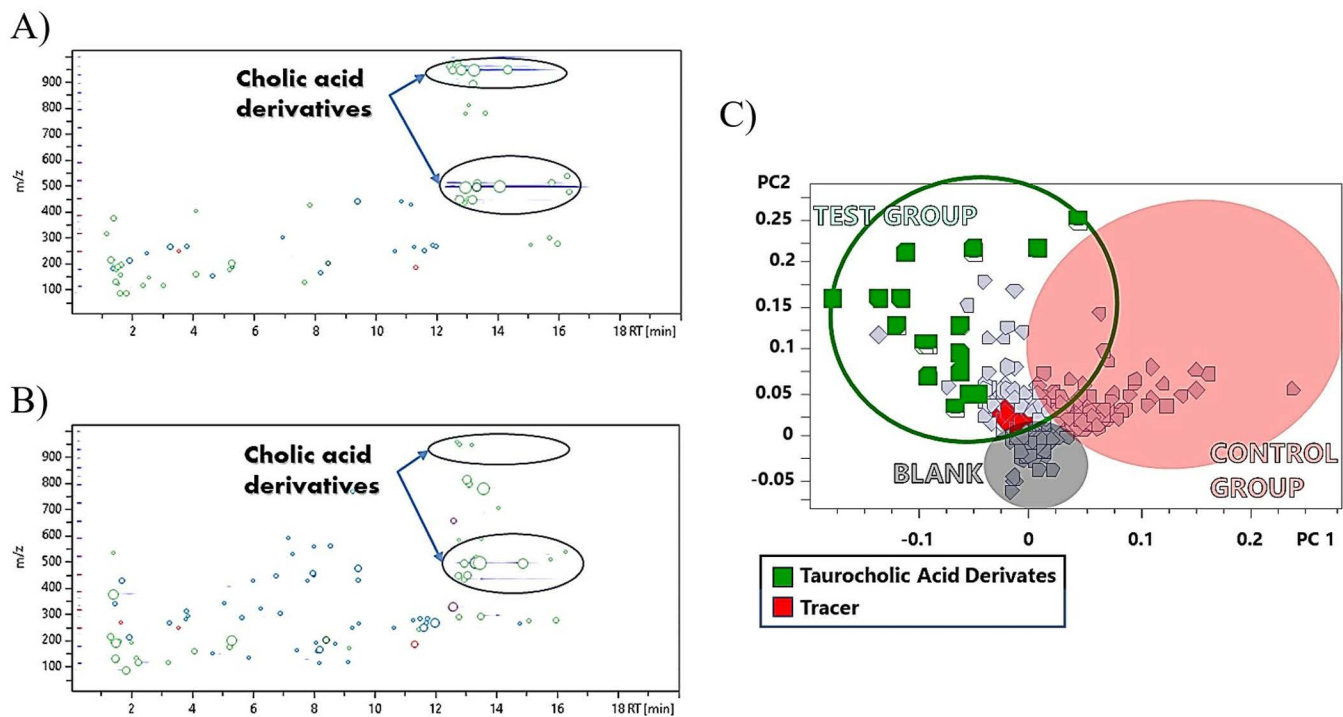 A)
Cholic acid
derivatives
m/z
900
800
700
600
500
400
300
200
100
2
4
6
8
10
12
14
16
18 RT [min]
B)
Cholic acid
derivatives
m/z
900
800
700
600
500
400
300
200
100
2
4
6
8
10
12
14
16
18 RT [min]
C)
PC2
TEST GROUP
0.25
0.2
0.15
0.1
0.05
0
-0.05
BLANK
CONTROL
GROUP
-0.1
0
0.1
0.2
PC 1
Taurocholic Acid Derivates
Tracer